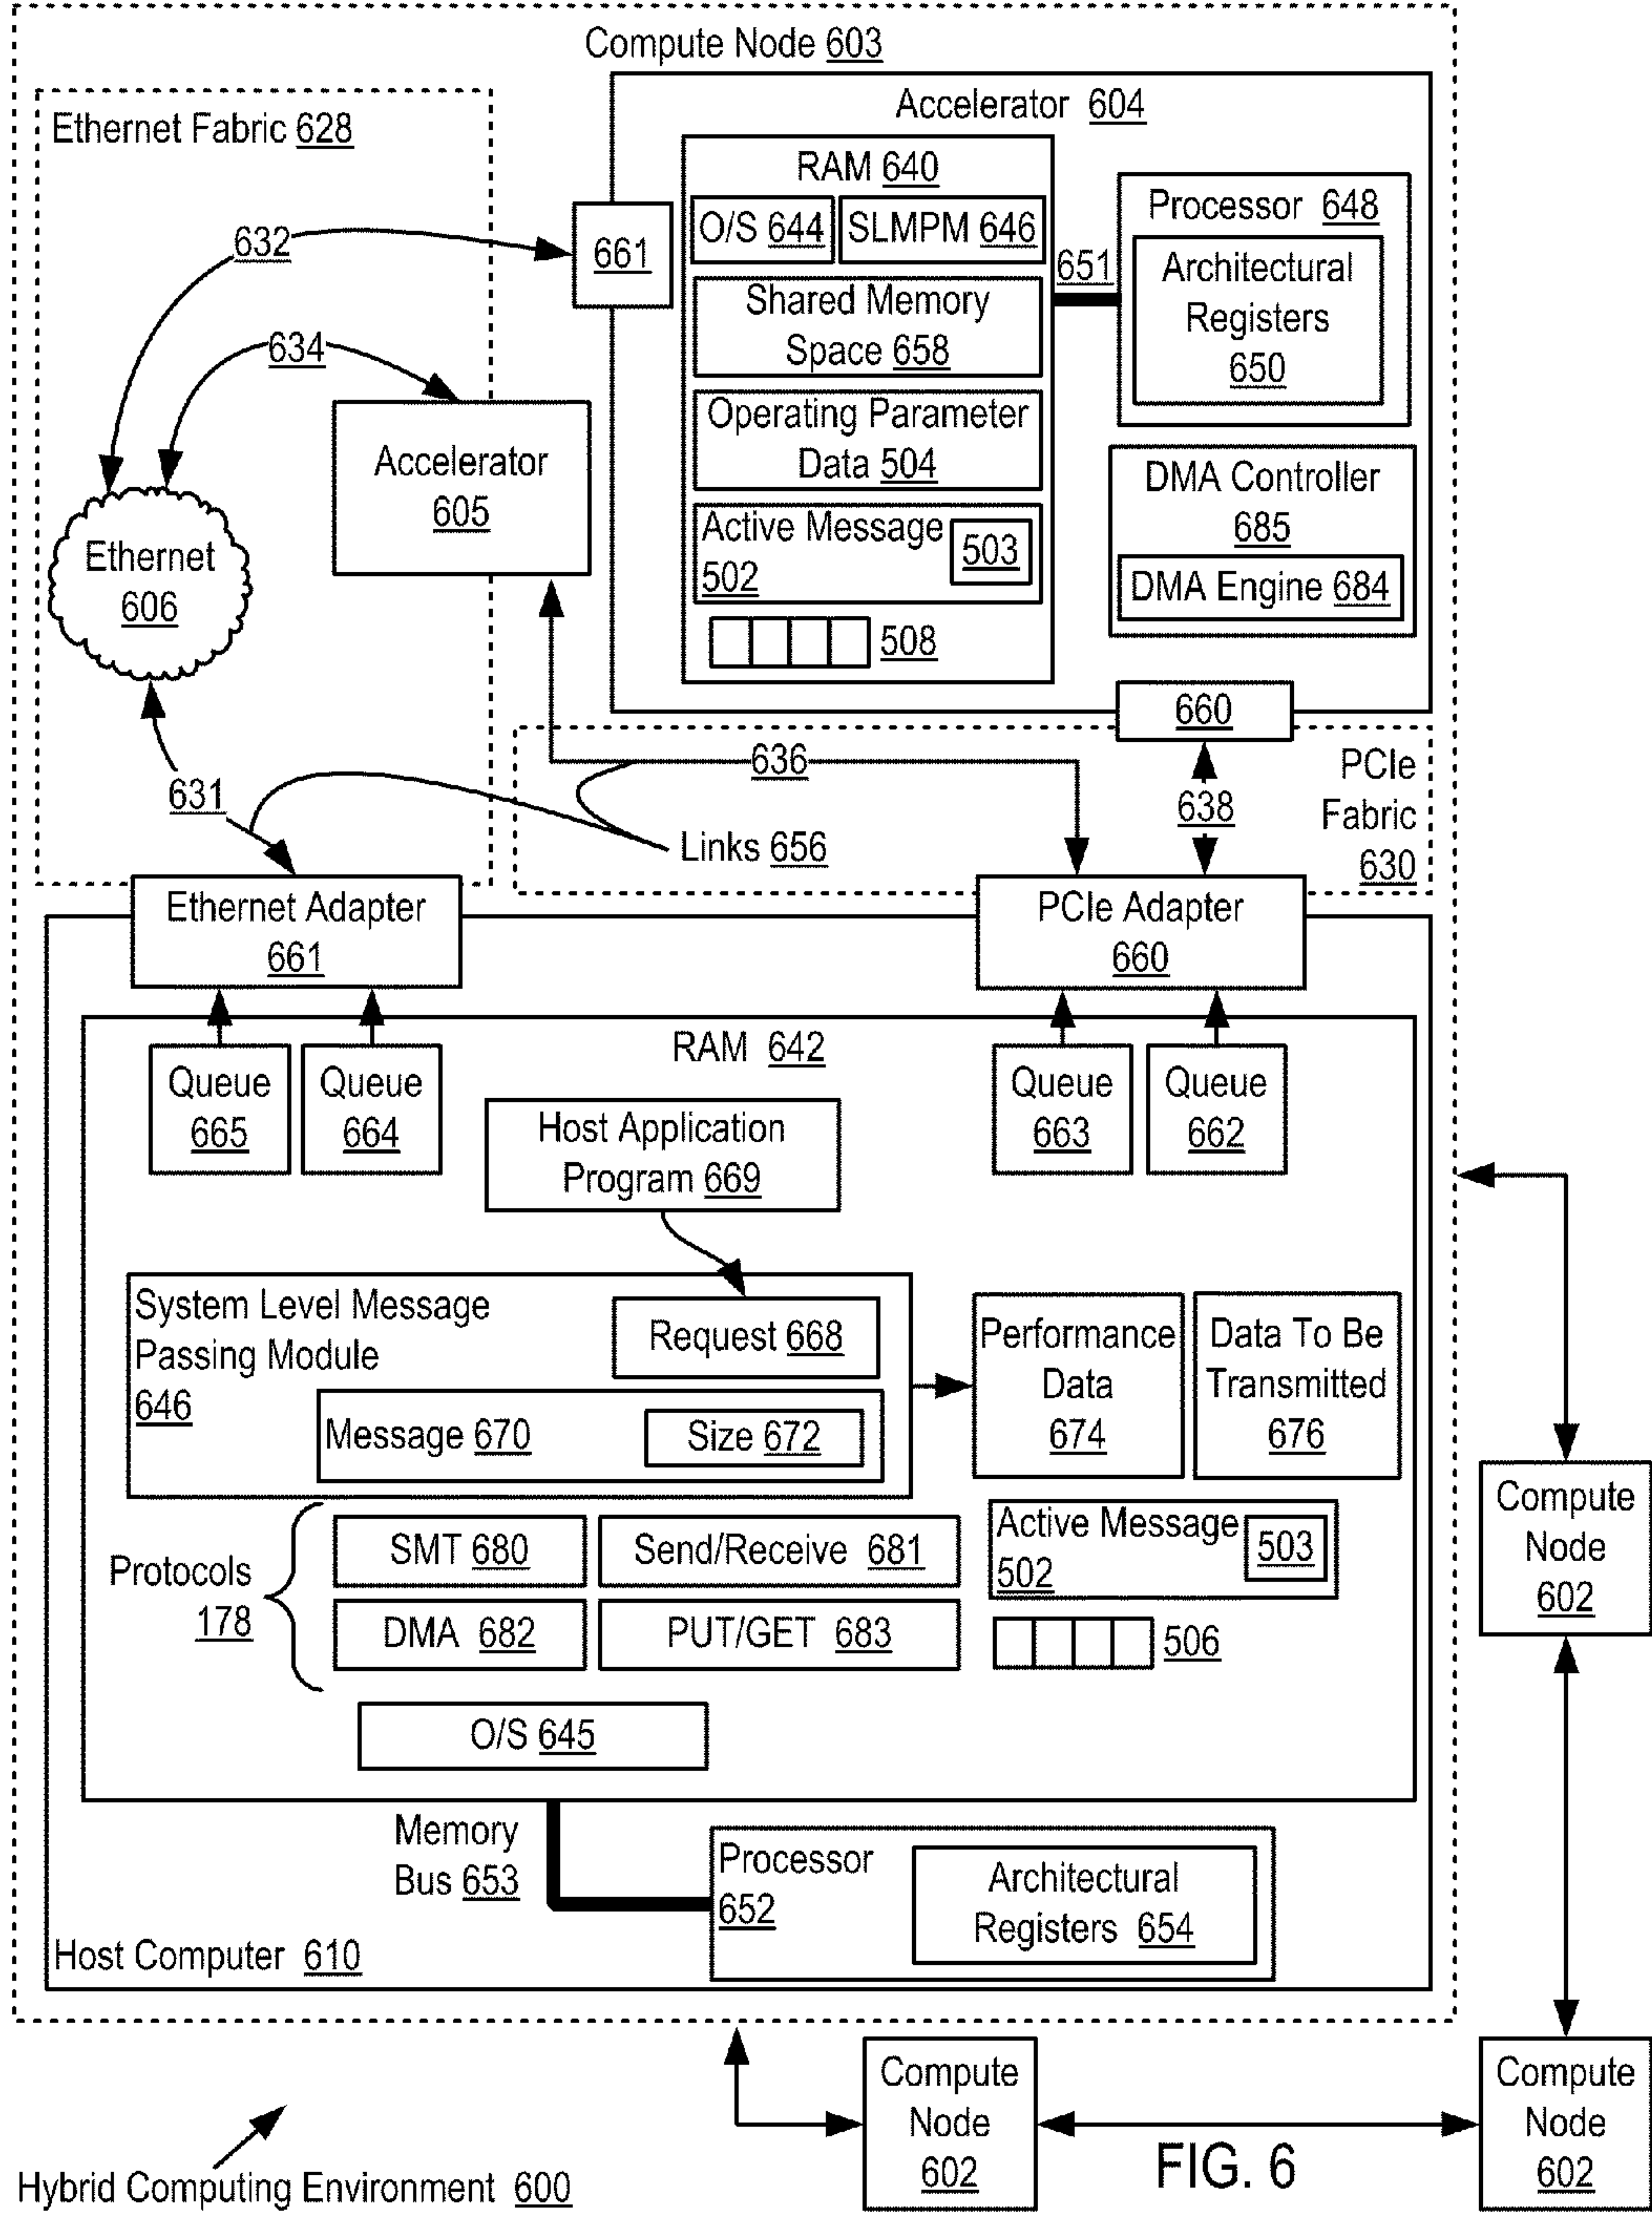 Compute Node 603
Ethernet Fabric 628
Accelerator 604
RAM 640
O/S 644
SLMPM 646
Shared Memory
Space 658
Operating Parameter
Data 504
Active Message
502
503
508
651
Processor 648
Architectural
Registers
650
DMA Controller
685
DMA Engine 684
661
660
632
634
Accelerator
605
Ethernet
606
631
636
638
Links 656
PCIe
Fabric
630
Ethernet Adapter
661
PCIe Adapter
660
RAM 642
Queue
665
Queue
664
Queue
663
Queue
662
Host Application
Program 669
System Level Message
Passing Module
646
Request 668
Message 670
Size 672
Performance
Data
674
Data To Be
Transmitted
676
Protocols
178
SMT 680
Send/Receive 681
DMA 682
PUT/GET 683
Active Message
502
503
506
O/S 645
Memory
Bus 653
Processor
652
Architectural
Registers 654
Host Computer 610
Compute
Node
602
Compute
Node
602
Compute
Node
602
FIG. 6
Hybrid Computing Environment 600